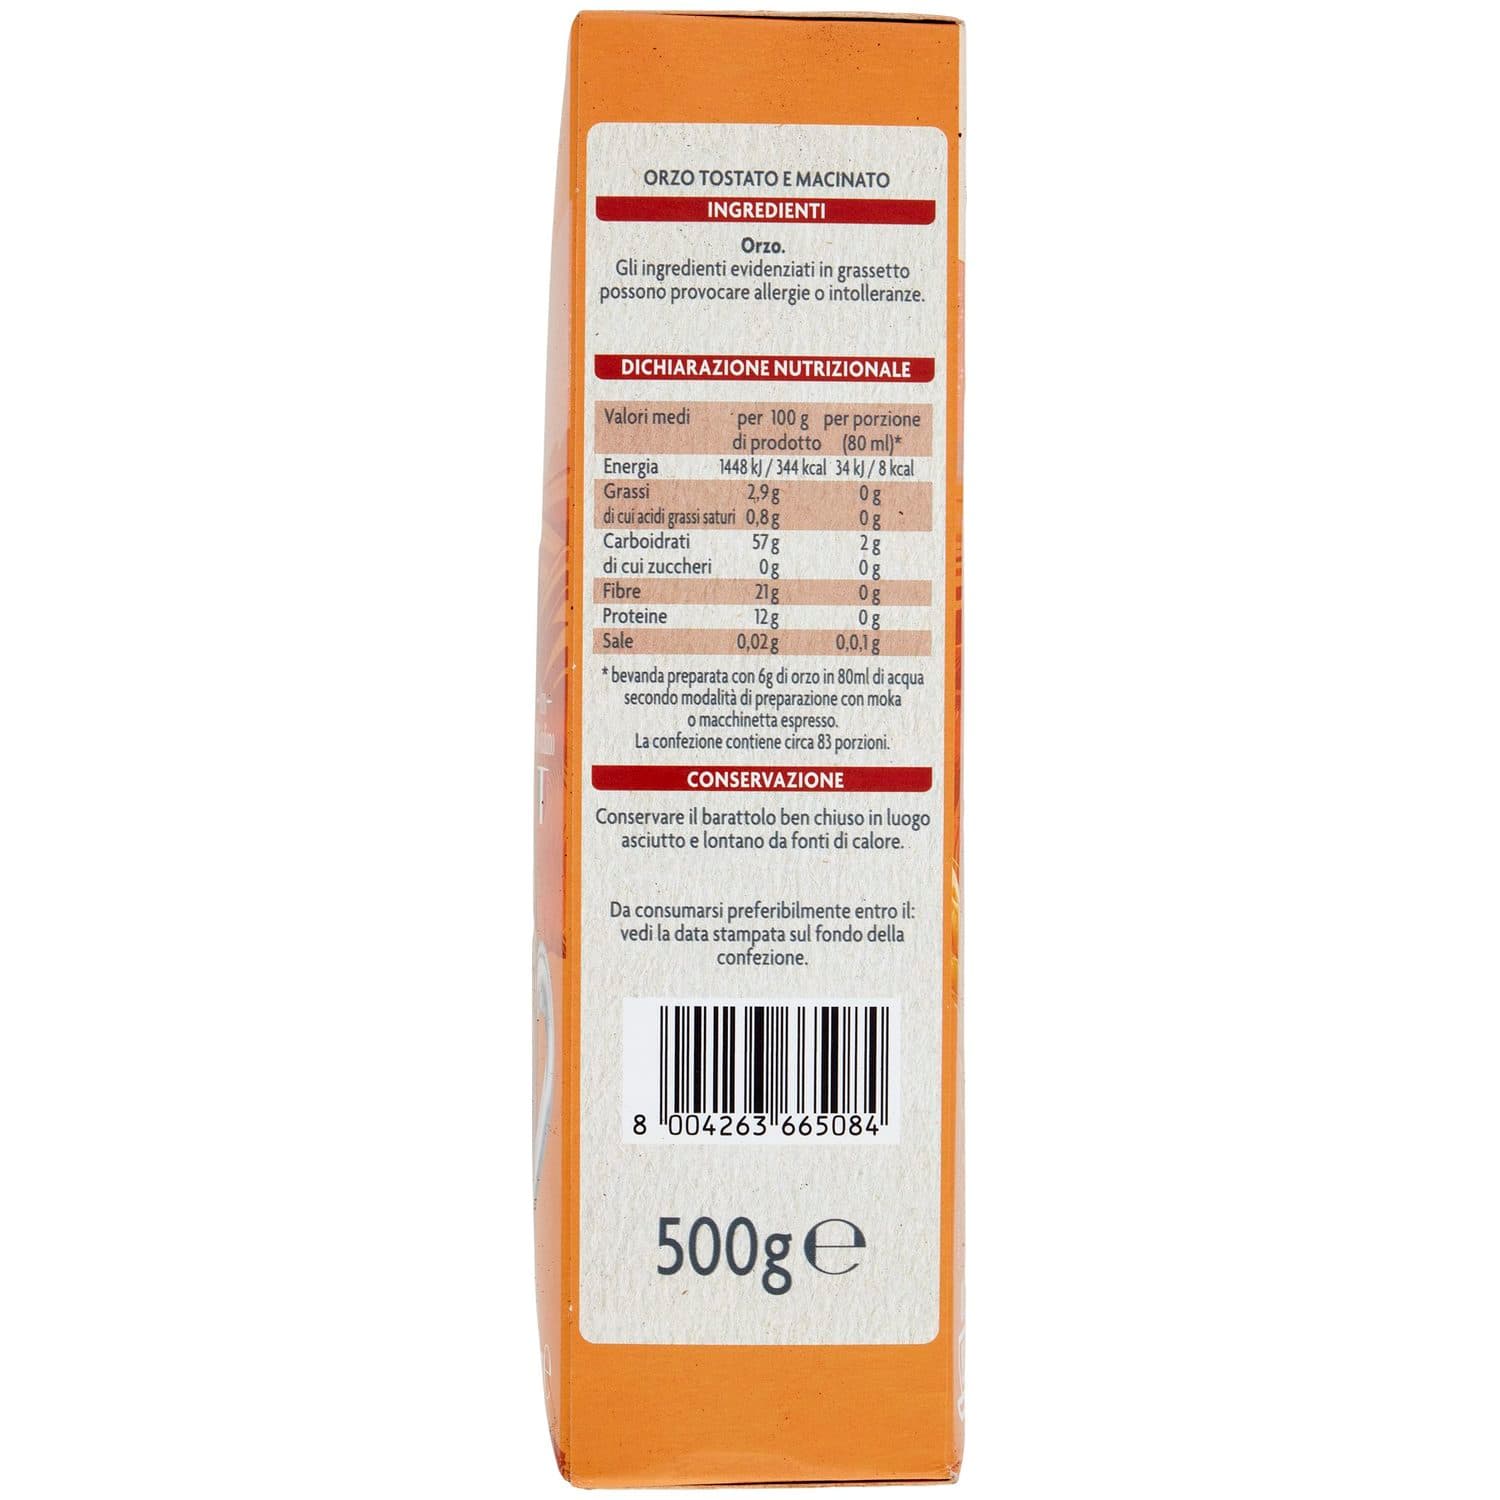 ORZO TOSTATO E MACINATO
INGREDIENTI
Orzo.
Gli ingredienti evidenziati in grassetto
possono provocare allergie o intolleranze.
DICHIARAZIONE NUTRIZIONALE
Valori medi per 100 g per porzione
di prodotto (80 ml)*
Energia 1448 kJ / 344 kcal 34 kJ / 8 kcal
Grassi 2,9 g 0 g
di cui acidi grassi saturi 0,8 g 0 g
Carboidrati 57 g 2 g
di cui zuccheri 0 g 0 g
Fibre 21 g 0 g
Proteine 12 g 0 g
Sale 0,02 g 0,0,1 g
* bevanda preparata con 6g di orzo in 80ml di acqua
secondo modalità di preparazione con moka
o macchinetta espresso.
La confezione contiene circa 83 porzioni.
CONSERVAZIONE
Conservare il barattolo ben chiuso in luogo
asciutto e lontano da fonti di calore.
Da consumarsi preferibilmente entro il:
vedi la data stampata sul fondo della
confezione.
8 004263 665084
500g ℮